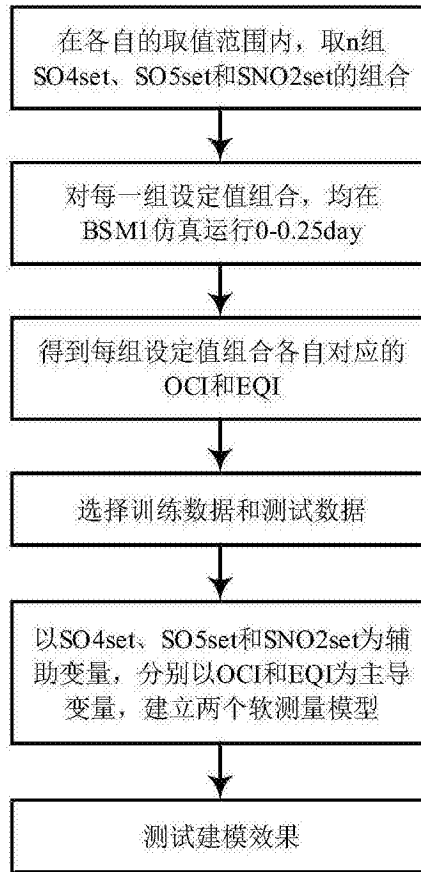 在各自的取值范围内，取n组
SO4set、SO5set和SNO2set的组合
对每一组设定值组合，均在
BSM1仿真运行0-0.25day
得到每组设定值组合各自对应的
OCI和EQI
选择训练数据和测试数据
以SO4set、SO5set和SNO2set为辅
助变量，分别以OCI和EQI为主导
变量，建立两个软测量模型
测试建模效果